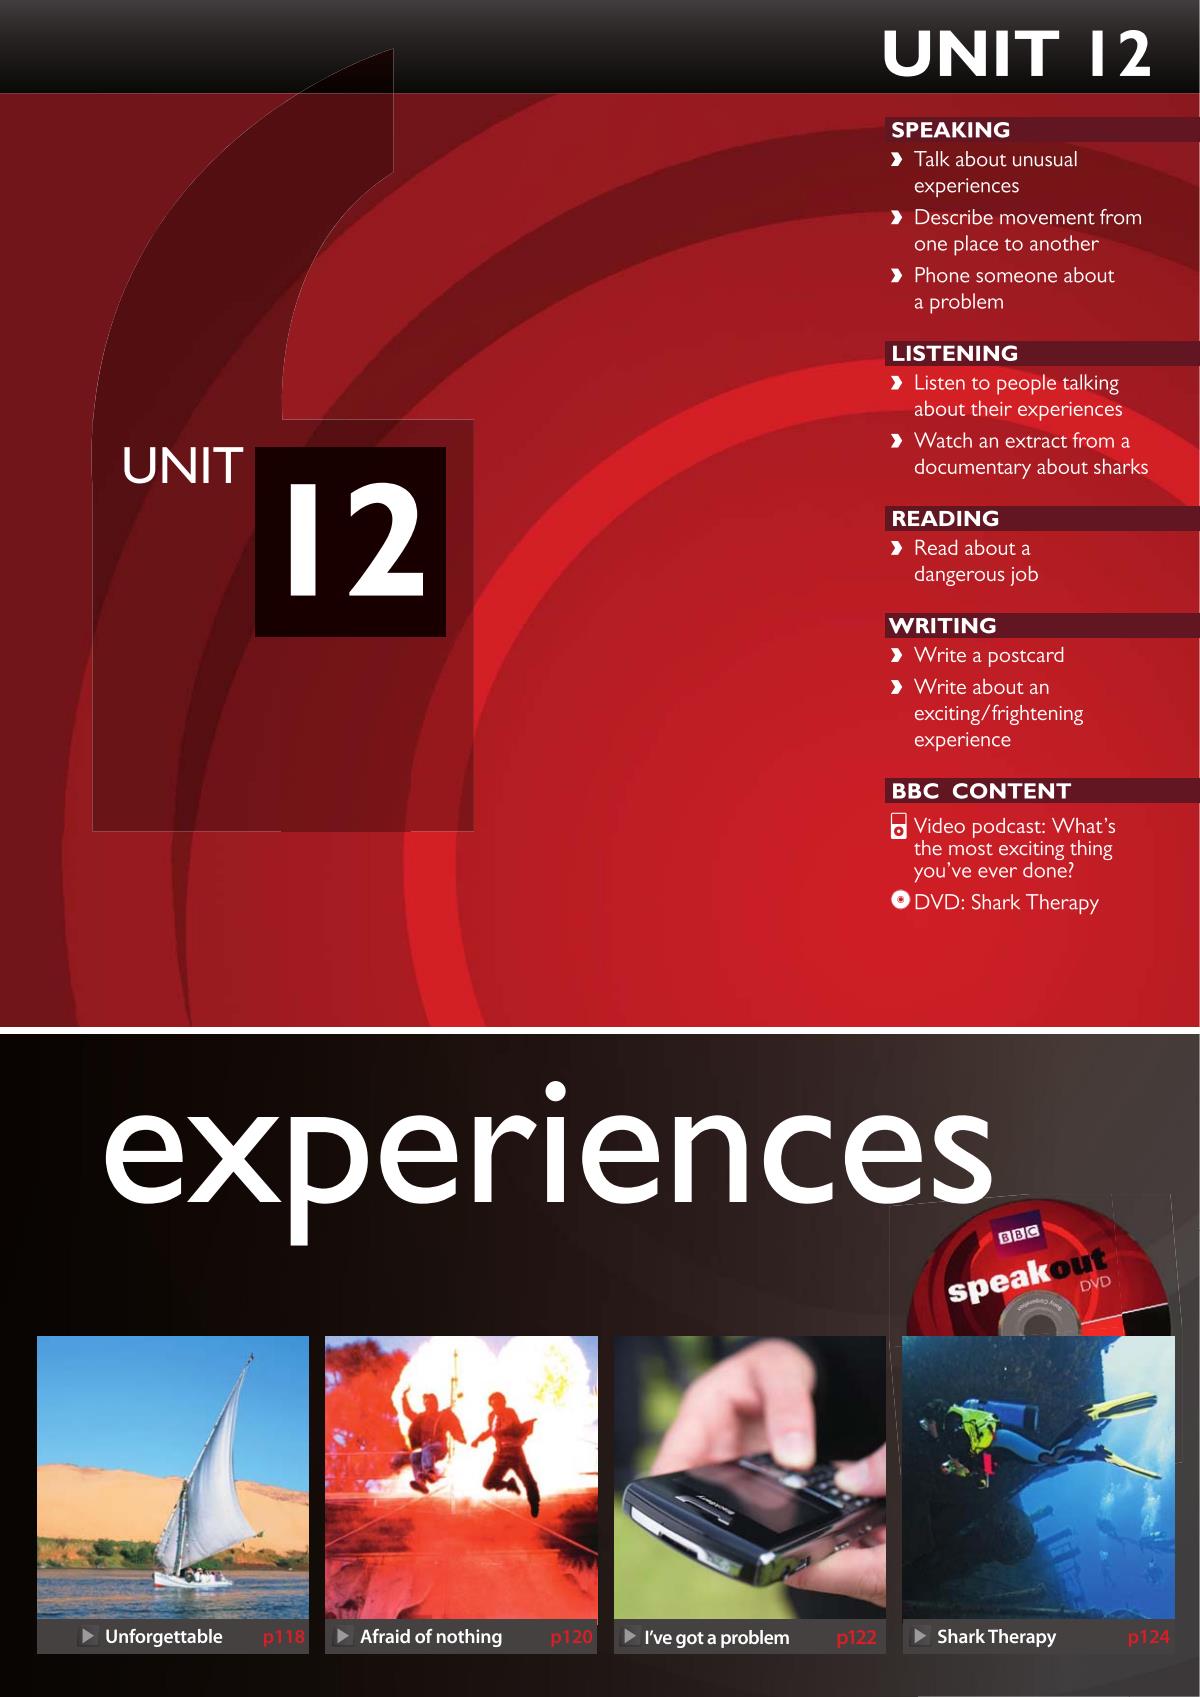 UNIT 12
SPEAKING
Talk about unusual
experiences
Describe movement from
one place to another
Phone someone about
a problem
LISTENING
Listen to people talking
about their experiences
Watch an extract from a
documentary about sharks
READING
Read about a
dangerous job
WRITING
Write a postcard
Write about an
exciting/frightening
experience
BBC CONTENT
Video podcast: What's
the most exciting thing
you've ever done?
DVD: Shark Therapy
UNIT
12
experiences
BBC
speakout
DVD
Unforgettable p118
Afraid of nothing p120
I've got a problem p122
Shark Therapy p124